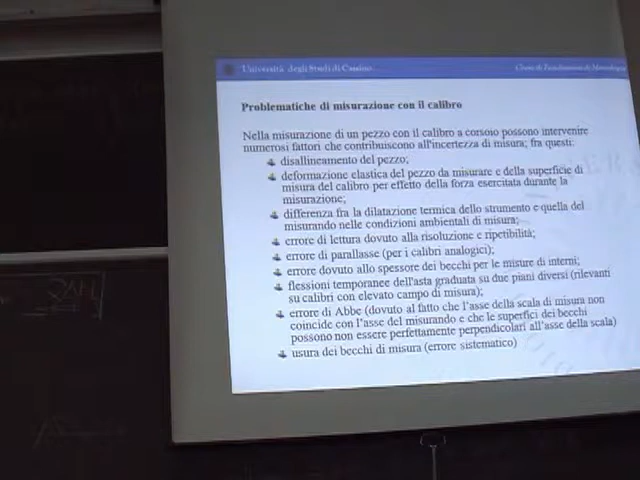 Università degli Studi di Cassino
Corso di Fondamenti di
Problematiche di misurazione con il calibro
Nella misurazione di un pezzo con il calibro a corsoio possono intervenire
numerosi fattori che contribuiscono all'incertezza di misura; fra questi:
disallineamento del pezzo;
deformazione elastica del pezzo da misurare e della superficie di
misura del calibro per effetto della forza esercitata durante la
misurazione;
differenza fra la dilatazione termica dello strumento e quella del
misurando nelle condizioni ambientali di misura;
errore di lettura dovuto alla risoluzione e ripetibilità;
errore di parallasse (per i calibri analogici);
errore dovuto allo spessore dei becchi per le misure di interni;
flessioni temporanee dell'asta graduata su due piani diversi (rilevanti
su calibri con elevato campo di misura);
errore di Abbe (dovuto al fatto che l'asse della scala di misura non
coincide con l'asse del misurando e che le superfici dei becchi
possono non essere perfettamente perpendicolari all'asse della scala)
usura dei becchi di misura (errore sistematico)